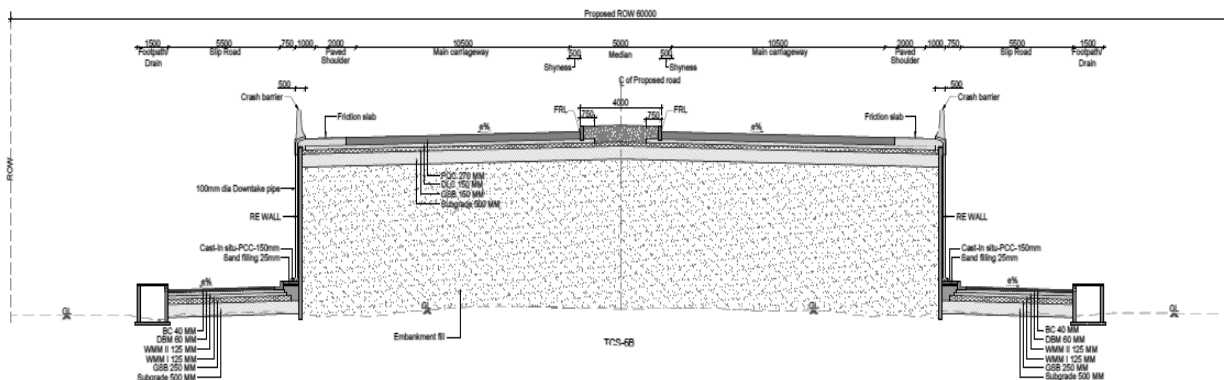 Proposed ROW 60000
1500 5500 750 1000 2000 10500 5000 10500 2000 1000 750 5500 1500
Footpath/ Slip Road Paved Main carriageway 500 Median 500 Main carriageway Paved Slip Road Footpath/
Drain Shoulder Shyness Shyness Shoulder Drain
C of Proposed road
500 500
Crash barrier 4000 Crash barrier
FRL 750 750 FRL
Friction slab Friction slab
e% e%
ROW
PQC 270 MM
DLC 150 MM
GSB 150 MM
Subgrade 500 MM
100mm dia Downtake pipe
RE WALL RE WALL
Cast-in situ-PCC-150mm Cast-in situ-PCC-150mm
Sand filling 25mm Sand filling 25mm
e% e%
GL GL GL GL
BC 40 MM BC 40 MM
DBM 60 MM DBM 60 MM
WMM II 125 MM WMM II 125 MM
WMM I 125 MM WMM I 125 MM
GSB 250 MM GSB 250 MM
Subgrade 500 MM Subgrade 500 MM
Embankment fill
TCS-6B